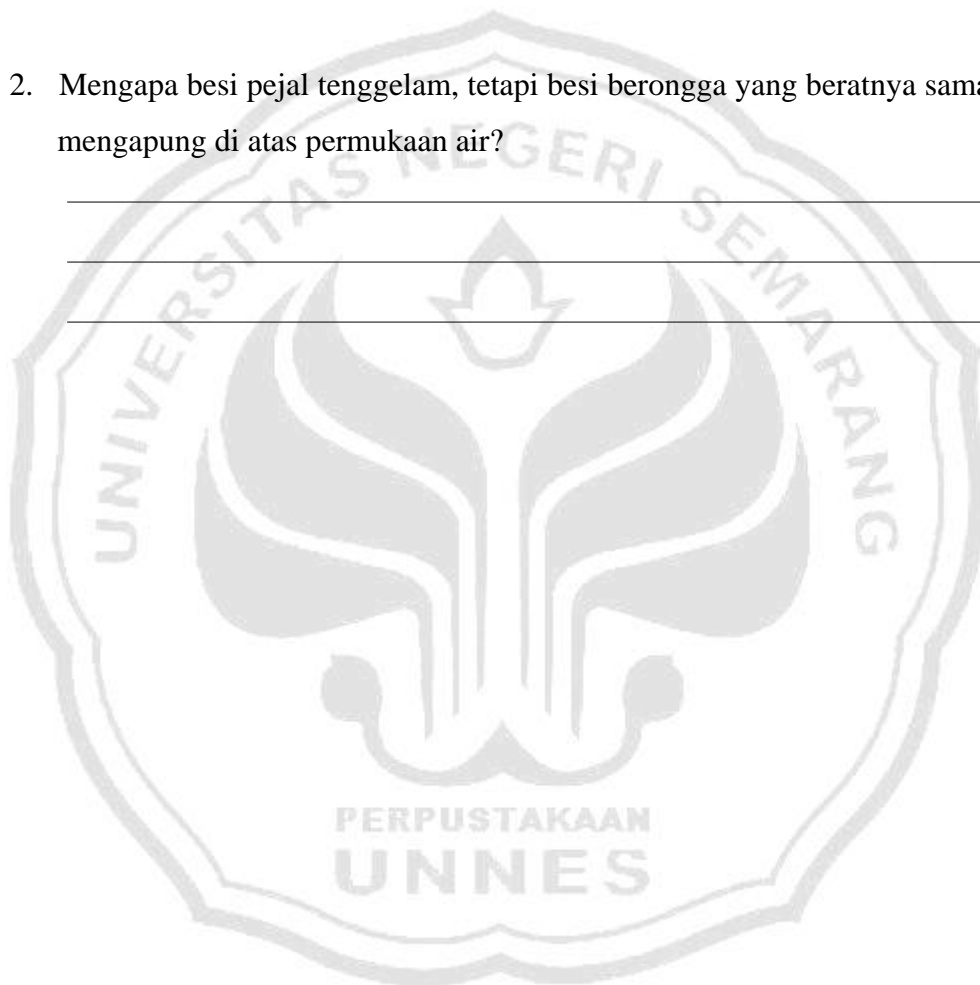 2. Mengapa besi pejal tenggelam, tetapi besi berongga yang beratnya sama
mengapung di atas permukaan air?
UNIVERSITAS NEGERI SEMARANG
PERPUSTAKAAN
UNNES